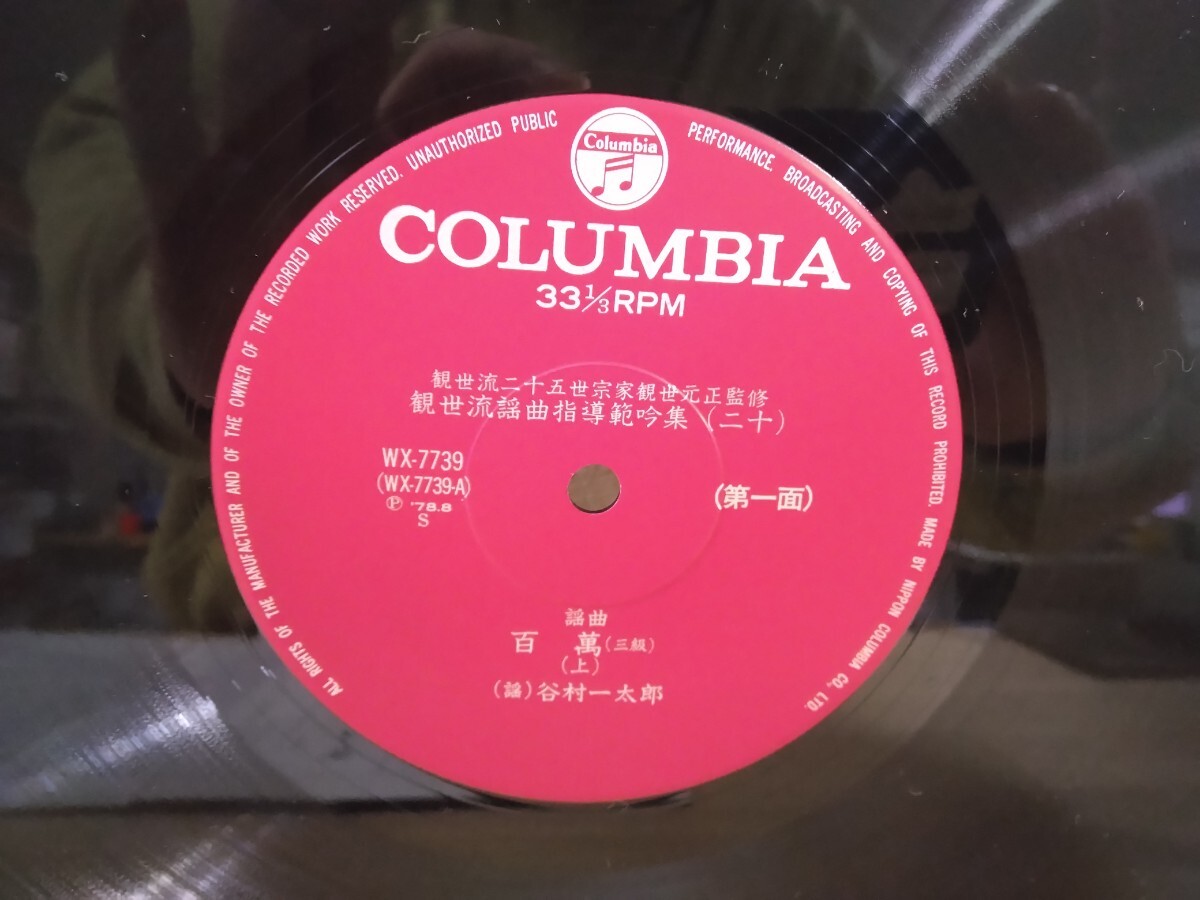 ALL RIGHTS OF THE MANUFACTURER AND OF THE OWNER OF THE RECORDED WORK RESERVED. UNAUTHORIZED PUBLIC PERFORMANCE. BROADCASTING AND COPYING OF THIS RECORD PROHIBITED. MADE BY NIPPON COLUMBIA CO., LTD.
Columbia
COLUMBIA
33 1/3 RPM
観世流二十五世宗家観世元正監修
観世流謡曲指導範吟集(二十)
WX-7739
(WX-7739-A)
Ⓟ '78.8
S
(第一面)
謡曲
百萬(三級)
(上)
(謡)谷村一太郎